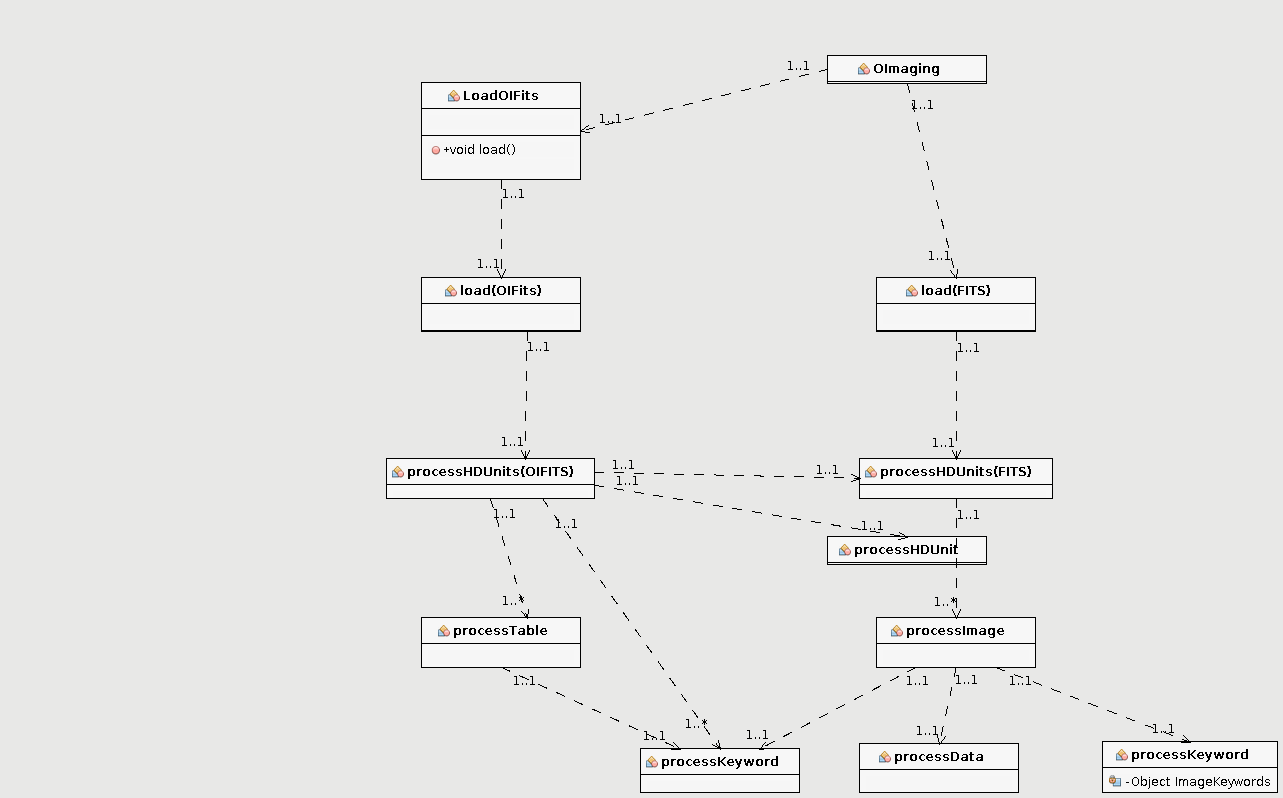 OImaging
1..1
1..1
LoadOIFits
1..1
+void load()
1..1
1..1
1..1
load(OIFits)
load(FITS)
1..1
1..1
1..1
1..1
processHDUnits(OIFITS)
1..1
1..1
processHDUnits(FITS)
1..1
1..1
1..1
1..1
1..1
processHDUnit
1..*
1..*
processTable
processImage
1..1
1..1
1..1
1..1
1..*
1..1
1..1
1..1
1..1
processKeyword
processData
processKeyword
-Object ImageKeywords